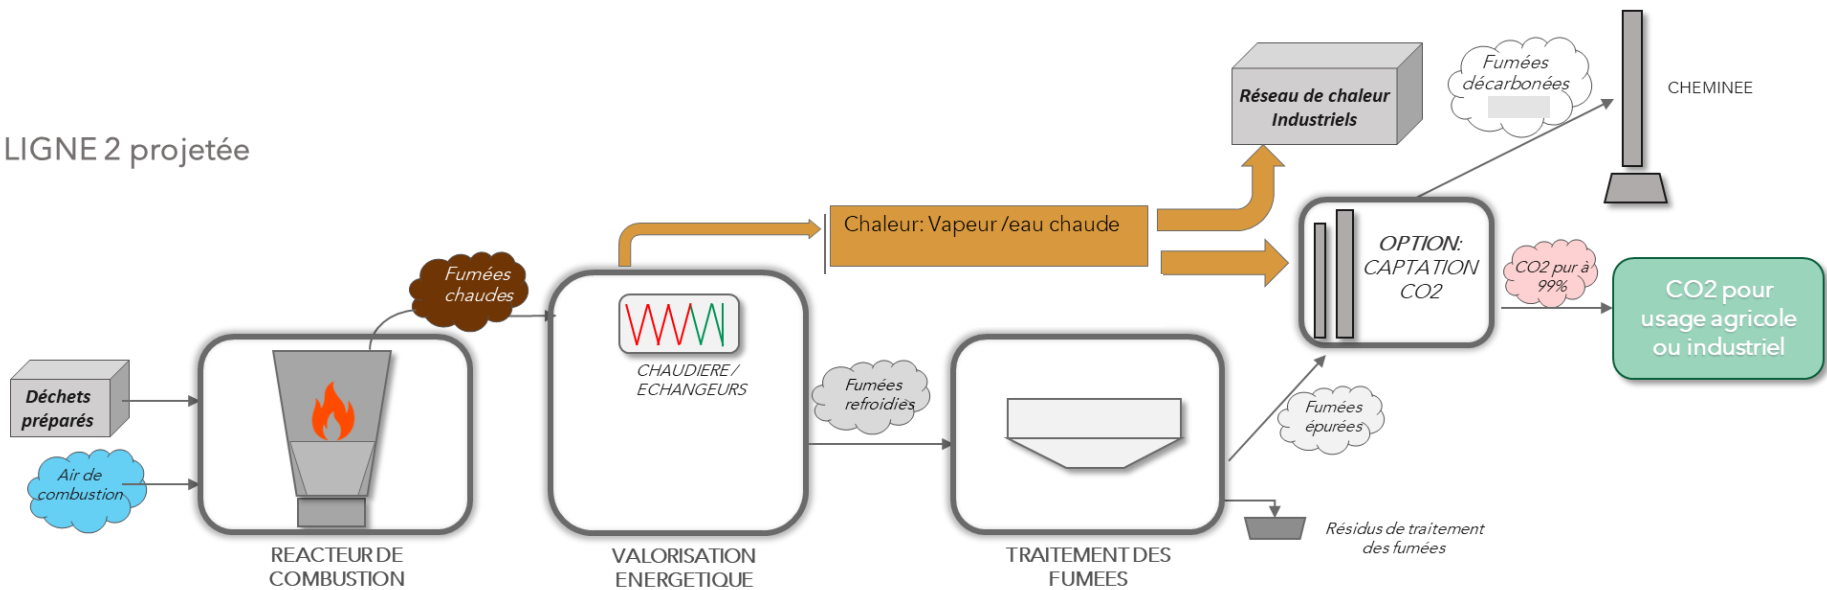 LIGNE 2 projetée
Déchets
préparés
Air de
combustion
REACTEUR DE
COMBUSTION
Fumées
chaudes
CHAUDIERE /
ECHANGEURS
VALORISATION
ENERGETIQUE
Chaleur: Vapeur /eau chaude
Réseau de chaleur
Industriels
Fumées
refroidies
TRAITEMENT DES
FUMEES
Fumées
épurées
Résidus de traitement
des fumées
OPTION:
CAPTATION
CO2
Fumées
décarbonées
CHEMINEE
CO2 pur à
99%
CO2 pour
usage agricole
ou industriel